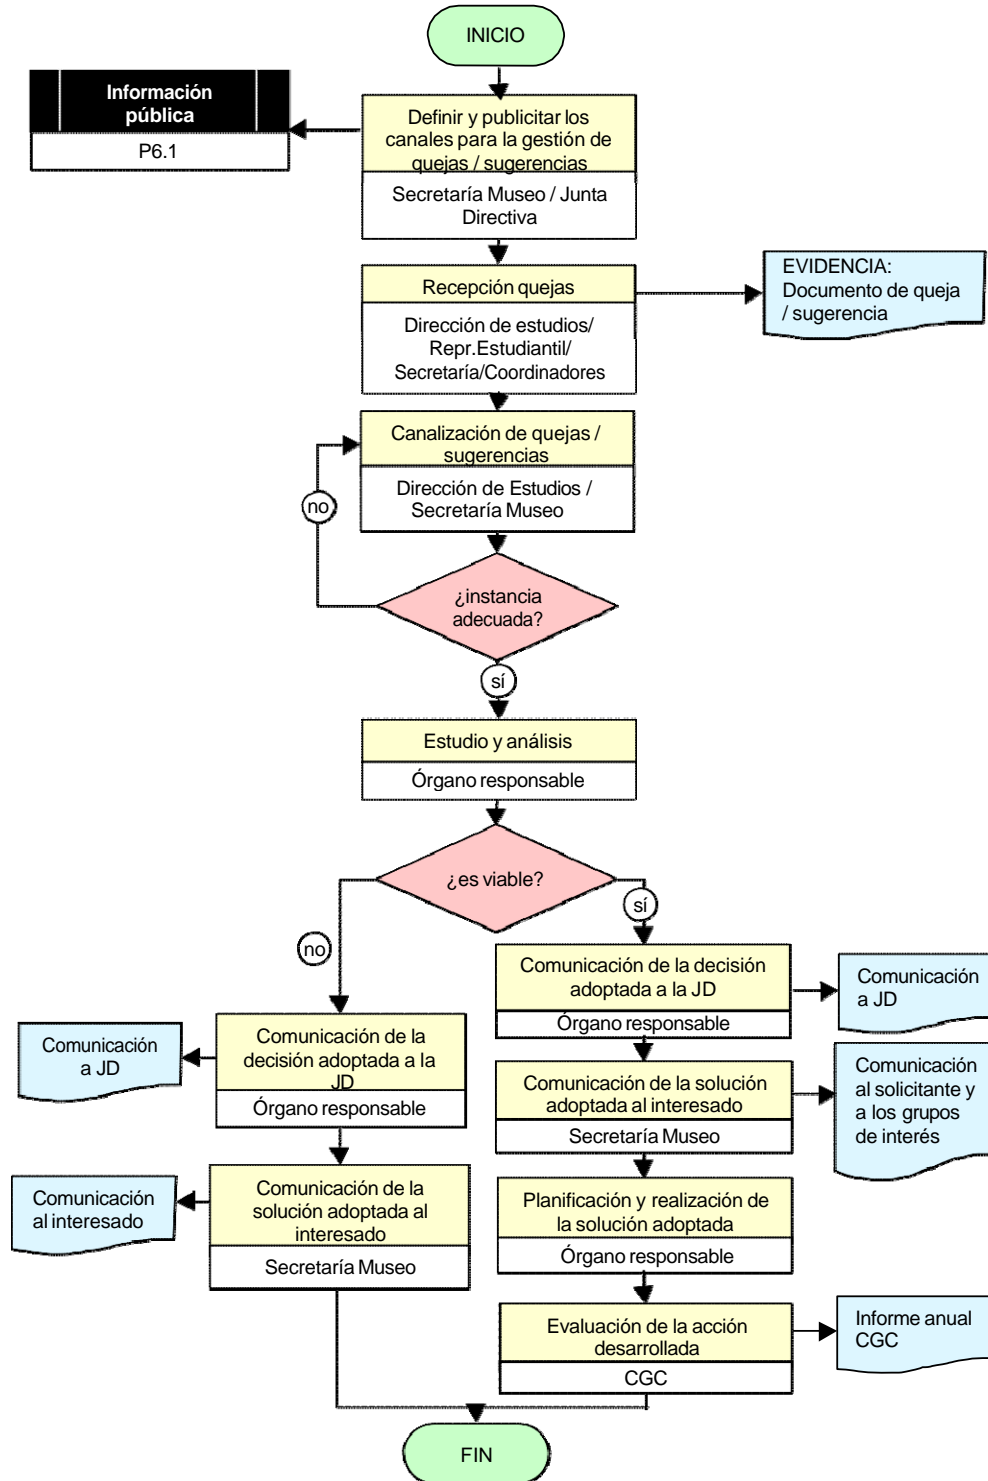 INICIO
Información
pública
P6.1
Definir y publicitar los
canales para la gestión de
quejas / sugerencias
Secretaría Museo / Junta
Directiva
Recepción quejas
Dirección de estudios/
Repr.Estudiantil/
Secretaría/Coordinadores
EVIDENCIA:
Documento de queja
/ sugerencia
Canalización de quejas /
sugerencias
Dirección de Estudios /
Secretaría Museo
no
¿instancia
adecuada?
sí
Estudio y análisis
Órgano responsable
¿es viable?
sí
no
Comunicación de la decisión
adoptada a la JD
Órgano responsable
Comunicación
a JD
Comunicación de la
decisión adoptada a la
JD
Órgano responsable
Comunicación
a JD
Comunicación de la solución
adoptada al interesado
Secretaría Museo
Comunicación
al solicitante y
a los grupos
de interés
Comunicación de la
solución adoptada al
interesado
Secretaría Museo
Comunicación
al interesado
Planificación y realización de
la solución adoptada
Órgano responsable
Evaluación de la acción
desarrollada
CGC
Informe anual
CGC
FIN